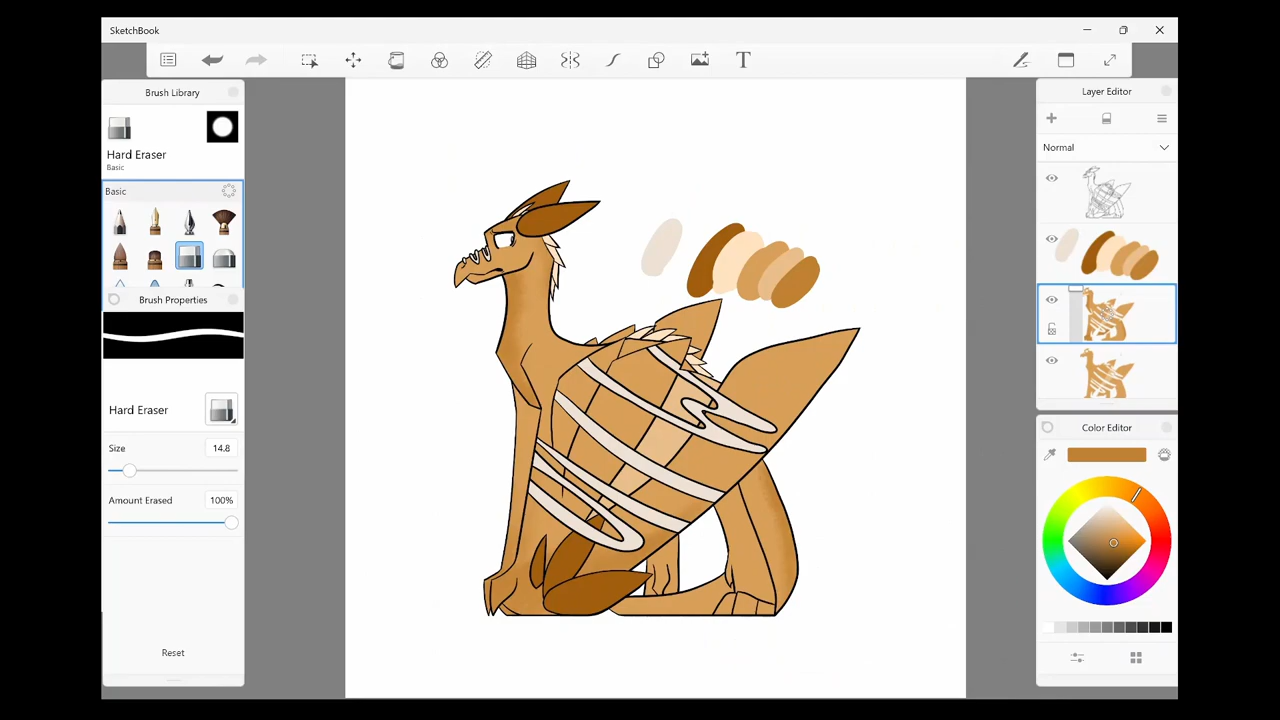 SketchBook
T
Brush Library
Hard Eraser
Basic
Basic
Brush Properties
Hard Eraser
Size 14.8
Amount Erased 100%
Reset
Layer Editor
Normal
Color Editor